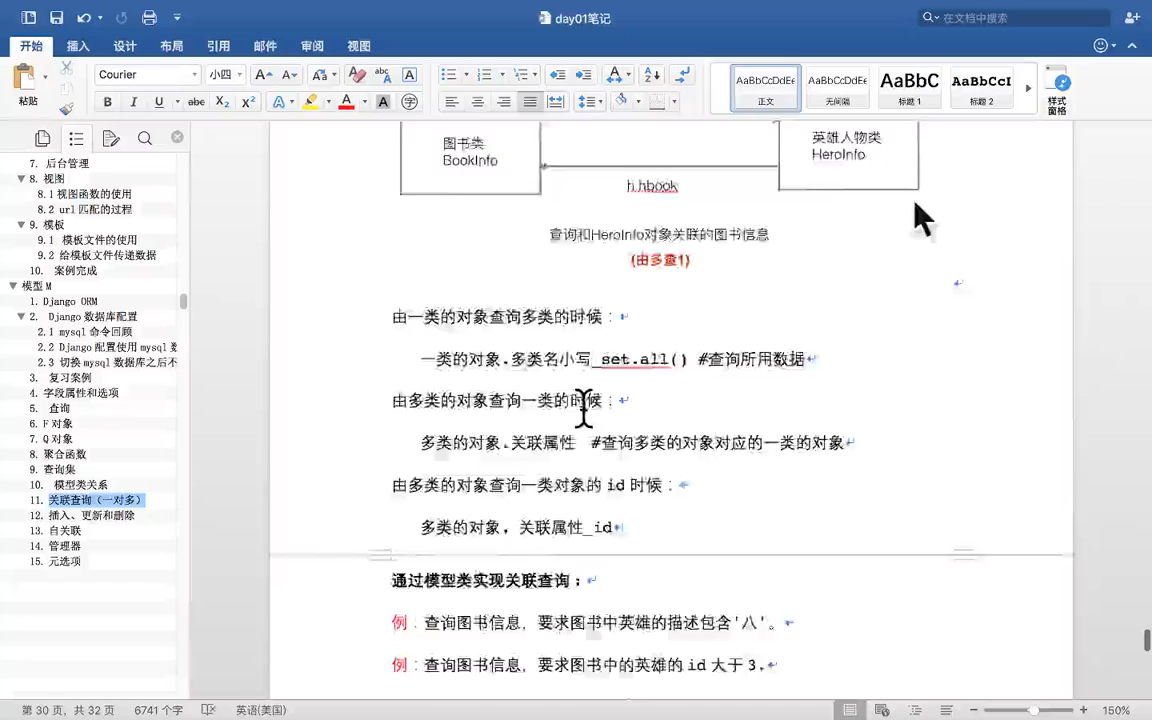 day01笔记
在文档中搜索
开始 插入 设计 布局 引用 邮件 审阅 视图
粘贴
Courier 小四
AaBbCcDdEe 正文
AaBbCcDdEe 无间隔
AaBbC 标题 1
AaBbCcI 标题 2
样式窗格
7. 后台管理
8. 视图
8.1 视图函数的使用
8.2 url 匹配的过程
9. 模板
9.1 模板文件的使用
9.2 给模板文件传递数据
10. 案例完成
模型 M
1. Django ORM
2. Django 数据库配置
2.1 mysql 命令回顾
2.2 Django 配置使用 mysql 数
2.3 切换 mysql 数据库之后不
3. 复习案例
4. 字段属性和选项
5. 查询
6. F 对象
7. Q 对象
8. 聚合函数
9. 查询集
10. 模型类关系
11. 关联查询（一对多）
12. 插入、更新和删除
13. 自关联
14. 管理器
15. 元选项
图书类
BookInfo
英雄人物类
HeroInfo
h.hbook
查询和HeroInfo对象关联的图书信息
(由多查1)
由一类的对象查询多类的时候：
一类的对象.多类名小写_set.all() #查询所用数据
由多类的对象查询一类的时候：
多类的对象.关联属性 #查询多类的对象对应的一类的对象
由多类的对象查询一类对象的 id 时候：
多类的对象，关联属性_id
通过模型类实现关联查询：
例：查询图书信息，要求图书中英雄的描述包含'八'。
例：查询图书信息，要求图书中的英雄的 id 大于 3.
第 30 页，共 32 页 6741 个字 英语(美国) 150%